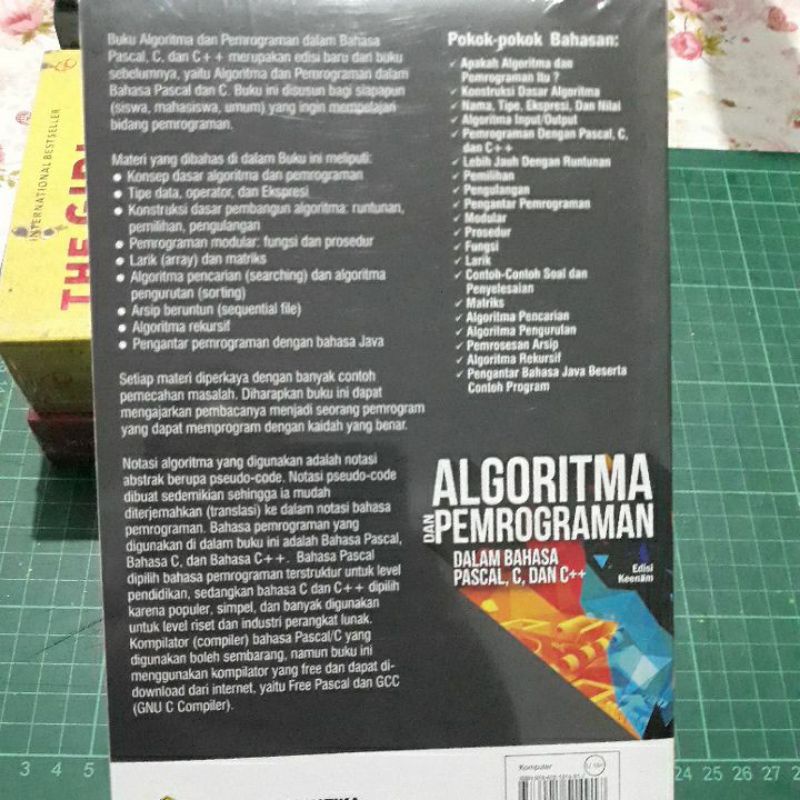 Buku Algoritma dan Pemrograman dalam Bahasa
Pascal, C, dan C++ merupakan edisi baru dari buku
sebelumnya, yaitu Algoritma dan Pemrograman dalam
Bahasa Pascal dan C. Buku ini disusun bagi siapapun
(siswa, mahasiswa, umum) yang ingin mempelajari
bidang pemrograman.
Materi yang dibahas di dalam Buku ini meliputi:
● Konsep dasar algoritma dan pemrograman
● Tipe data, operator, dan Ekspresi
● Konstruksi dasar pembangun algoritma: runtunan,
pemilihan, pengulangan
● Pemrograman modular: fungsi dan prosedur
● Larik (array) dan matriks
● Algoritma pencarian (searching) dan algoritma
pengurutan (sorting)
● Arsip beruntun (sequential file)
● Algoritma rekursif
● Pengantar pemrograman dengan bahasa Java
Setiap materi diperkaya dengan banyak contoh
pemecahan masalah. Diharapkan buku ini dapat
mengajarkan pembacanya menjadi seorang pemrogram
yang dapat memprogram dengan kaidah yang benar.
Notasi algoritma yang digunakan adalah notasi
abstrak berupa pseudo-code. Notasi pseudo-code
dibuat sedemikian sehingga ia mudah
diterjemahkan (translasi) ke dalam notasi bahasa
pemrograman. Bahasa pemrograman yang
digunakan di dalam buku ini adalah Bahasa Pascal,
Bahasa C, dan Bahasa C++. Bahasa Pascal
dipilih bahasa pemrograman terstruktur untuk level
pendidikan, sedangkan bahasa C dan C++ dipilih
karena populer, simpel, dan banyak digunakan
untuk level riset dan industri perangkat lunak.
Kompilator (compiler) bahasa Pascal/C yang
digunakan boleh sembarang, namun buku ini
menggunakan kompilator yang free dan dapat di-
download dari internet, yaitu Free Pascal dan GCC
(GNU C Compiler).
Pokok-pokok Bahasan:
✓ Apakah Algoritma dan
Pemrograman Itu ?
✓ Konstruksi Dasar Algoritma
✓ Nama, Tipe, Ekspresi, Dan Nilai
✓ Algoritma Input/Output
✓ Pemrograman Dengan Pascal, C,
dan C++
✓ Lebih Jauh Dengan Runtunan
✓ Pemilihan
✓ Pengulangan
✓ Pengantar Pemrograman
✓ Modular
✓ Prosedur
✓ Fungsi
✓ Larik
✓ Contoh-Contoh Soal dan
Penyelesaian
✓ Matriks
✓ Algoritma Pencarian
✓ Algoritma Pengurutan
✓ Pemrosesan Arsip
✓ Algoritma Rekursif
✓ Pengantar Bahasa Java Beserta
Contoh Program
ALGORITMA
DAN PEMROGRAMAN
DALAM BAHASA
PASCAL, C, DAN C++
Edisi
Keenam
Komputer
INTERNATIONAL BESTSELLER
THE GIRL
3 4 5
24 25 26 27